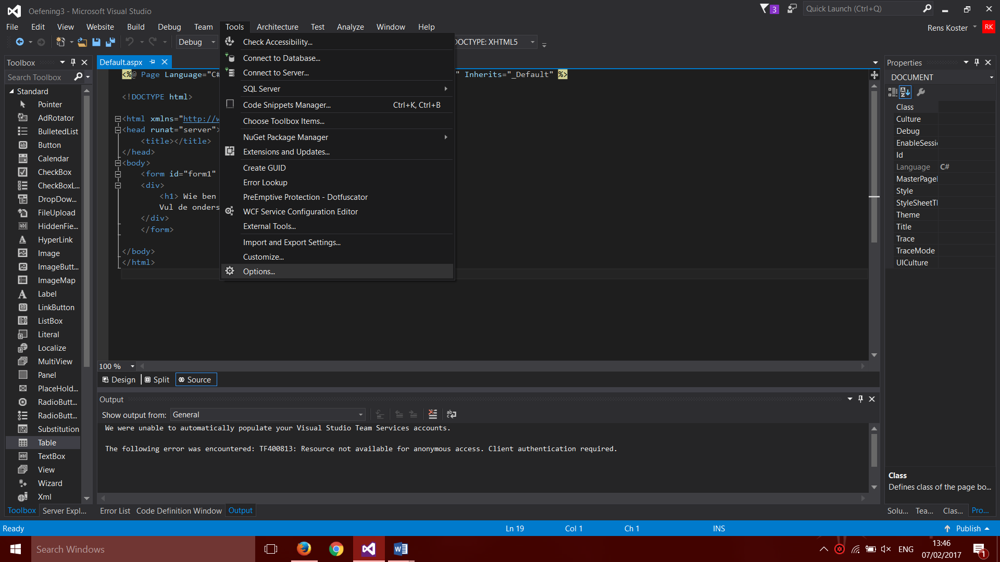 Oefening3 - Microsoft Visual Studio
3
Quick Launch (Ctrl+Q)
File Edit View Website Build Debug Team Tools Architecture Test Analyze Window Help
Rens Koster
RK
Debug
DOCTYPE: XHTML5
Check Accessibility...
Connect to Database...
Connect to Server...
SQL Server
Code Snippets Manager... Ctrl+K, Ctrl+B
Choose Toolbox Items...
NuGet Package Manager
Extensions and Updates...
Create GUID
Error Lookup
PreEmptive Protection - Dotfuscator
WCF Service Configuration Editor
External Tools...
Import and Export Settings...
Customize...
Options...
Toolbox
Search Toolbox
Standard
Pointer
AdRotator
BulletedList
Button
Calendar
CheckBox
CheckBoxL...
DropDow...
FileUpload
HiddenFie...
HyperLink
Image
ImageButt...
ImageMap
Label
LinkButton
ListBox
Literal
Localize
MultiView
Panel
PlaceHold...
RadioButt...
RadioButt...
Substitution
Table
TextBox
View
Wizard
Xml
Toolbox Server Expl...
Default.aspx
<%@ Page Language="C# " Inherits="_Default" %>
<!DOCTYPE html>
<html xmlns="http://w
<head runat="server">
<title></title>
</head>
<body>
<form id="form1"
<div>
<h1> Wie ben
Vul de onders
</div>
</form>
</body>
</html>
100 %
Design Split Source
Output
Show output from: General
We were unable to automatically populate your Visual Studio Team Services accounts.
The following error was encountered: TF400813: Resource not available for anonymous access. Client authentication required.
Error List Code Definition Window Output
Properties
DOCUMENT
Class
Culture
Debug
EnableSessi
Id
Language C#
MasterPage
Style
StyleSheetT
Theme
Title
Trace
TraceMode
UICulture
Class
Defines class of the page bo...
Solu... Tea... Clas... Pro...
Ready Ln 19 Col 1 Ch 1 INS Publish
Search Windows
ENG
13:46
07/02/2017
1